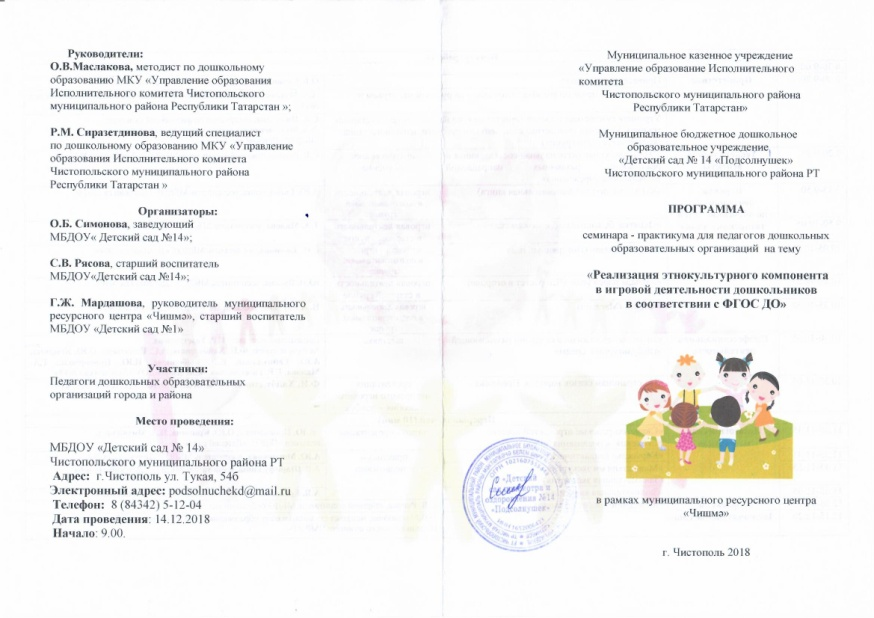 Руководители:
О.В.Маслакова, методист по дошкольному
образованию МКУ «Управление образования
Исполнительного комитета Чистопольского
муниципального района Республики Татарстан »;
Р.М. Сиразетдинова, ведущий специалист
по дошкольному образованию МКУ «Управление
образования Исполнительного комитета
Чистопольского муниципального района
Республики Татарстан »
Организаторы:
О.Б. Симонова, заведующий
МБДОУ« Детский сад №14»;
С.В. Рясова, старший воспитатель
МБДОУ«Детский сад №14»;
Г.Ж. Мардашова, руководитель муниципального
ресурсного центра «Чишмэ», старший воспитатель
МБДОУ «Детский сад №1»
Участники:
Педагоги дошкольных образовательных
организаций города и района
Место проведения:
МБДОУ «Детский сад № 14»
Чистопольского муниципального района РТ
Адрес: г.Чистополь ул. Тукая, 54б
Электронный адрес: podsolnuchekd@mail.ru
Телефон: 8 (84342) 5-12-04
Дата проведения: 14.12.2018
Начало: 9.00.
Муниципальное казенное учреждение
«Управление образование Исполнительного
комитета
Чистопольского муниципального района
Республики Татарстан»
Муниципальное бюджетное дошкольное
образовательное учреждение
«Детский сад № 14 «Подсолнушек»
Чистопольского муниципального района РТ
ПРОГРАММА
семинара - практикума для педагогов дошкольных
образовательных организаций на тему
«Реализация этнокультурного компонента
в игровой деятельности дошкольников
в соответствии с ФГОС ДО»
«Детский
№14
«Подсолнушек»
в рамках муниципального ресурсного центра
«Чишмэ»
г. Чистополь 2018